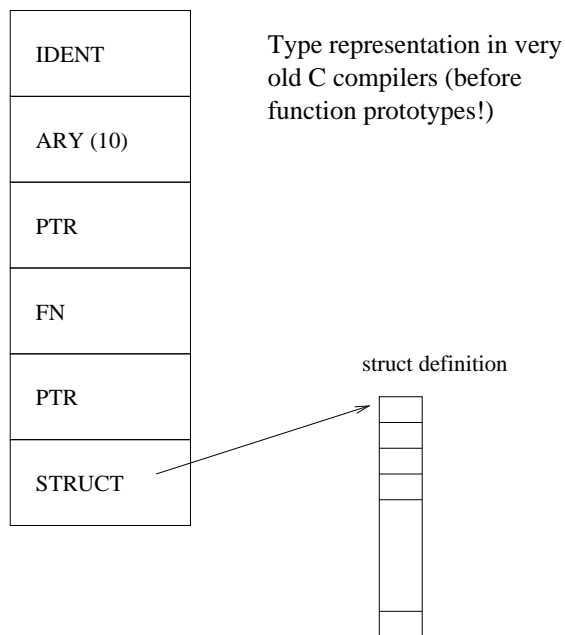 IDENT
Type representation in very
old C compilers (before
function prototypes!)
ARY (10)
PTR
FN
PTR
struct definition
STRUCT